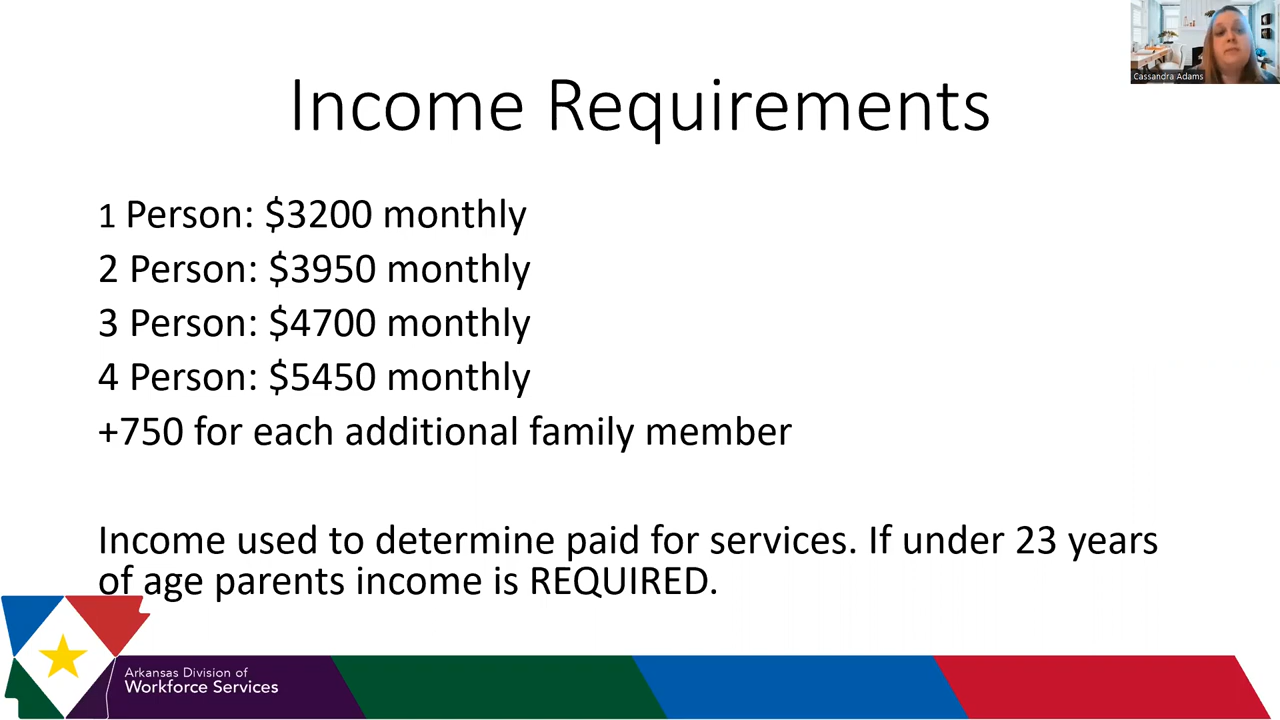 Cassandra Adams
Income Requirements
1 Person: $3200 monthly
2 Person: $3950 monthly
3 Person: $4700 monthly
4 Person: $5450 monthly
+750 for each additional family member
Income used to determine paid for services. If under 23 years
of age parents income is REQUIRED.
Arkansas Division of
Workforce Services